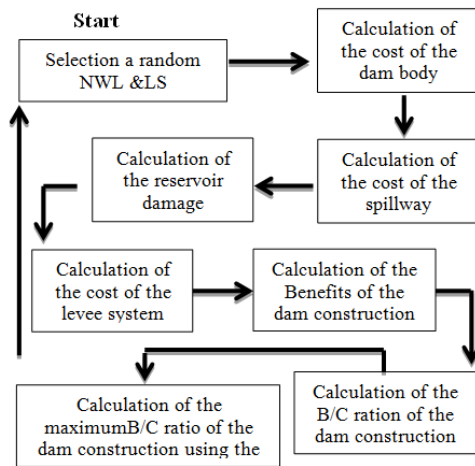 Start
Selection a random
NWL &LS
Calculation of
the cost of the
dam body
Calculation of
the cost of the
spillway
Calculation of
the reservoir
damage
Calculation of
the cost of the
levee system
Calculation of the
Benefits of the
dam construction
Calculation of the
B/C ration of the
dam construction
Calculation of the
maximumB/C ratio of the
dam construction using the